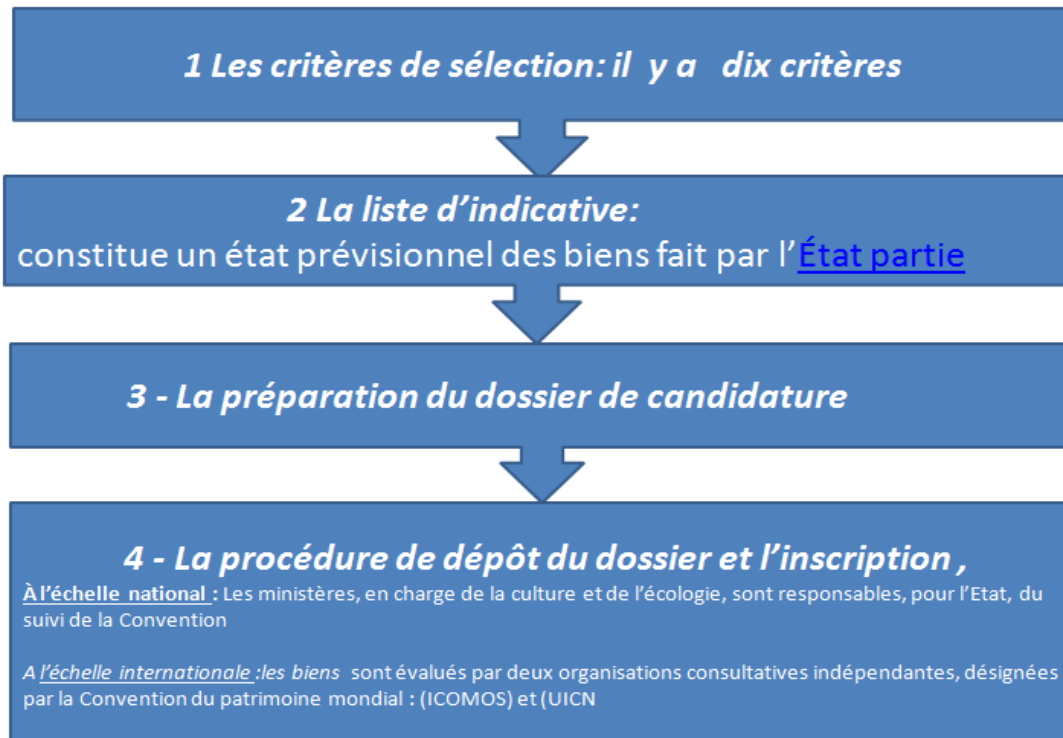 1 Les critères de sélection: il y a dix critères
2 La liste d’indicative:
constitue un état prévisionnel des biens fait par l’État partie
3 - La préparation du dossier de candidature
4 - La procédure de dépôt du dossier et l’inscription ,
À l’échelle national : Les ministères, en charge de la culture et de l’écologie, sont responsables, pour l’Etat, du
suivi de la Convention
A l’échelle internationale :les biens sont évalués par deux organisations consultatives indépendantes, désignées
par la Convention du patrimoine mondial : (ICOMOS) et (UICN